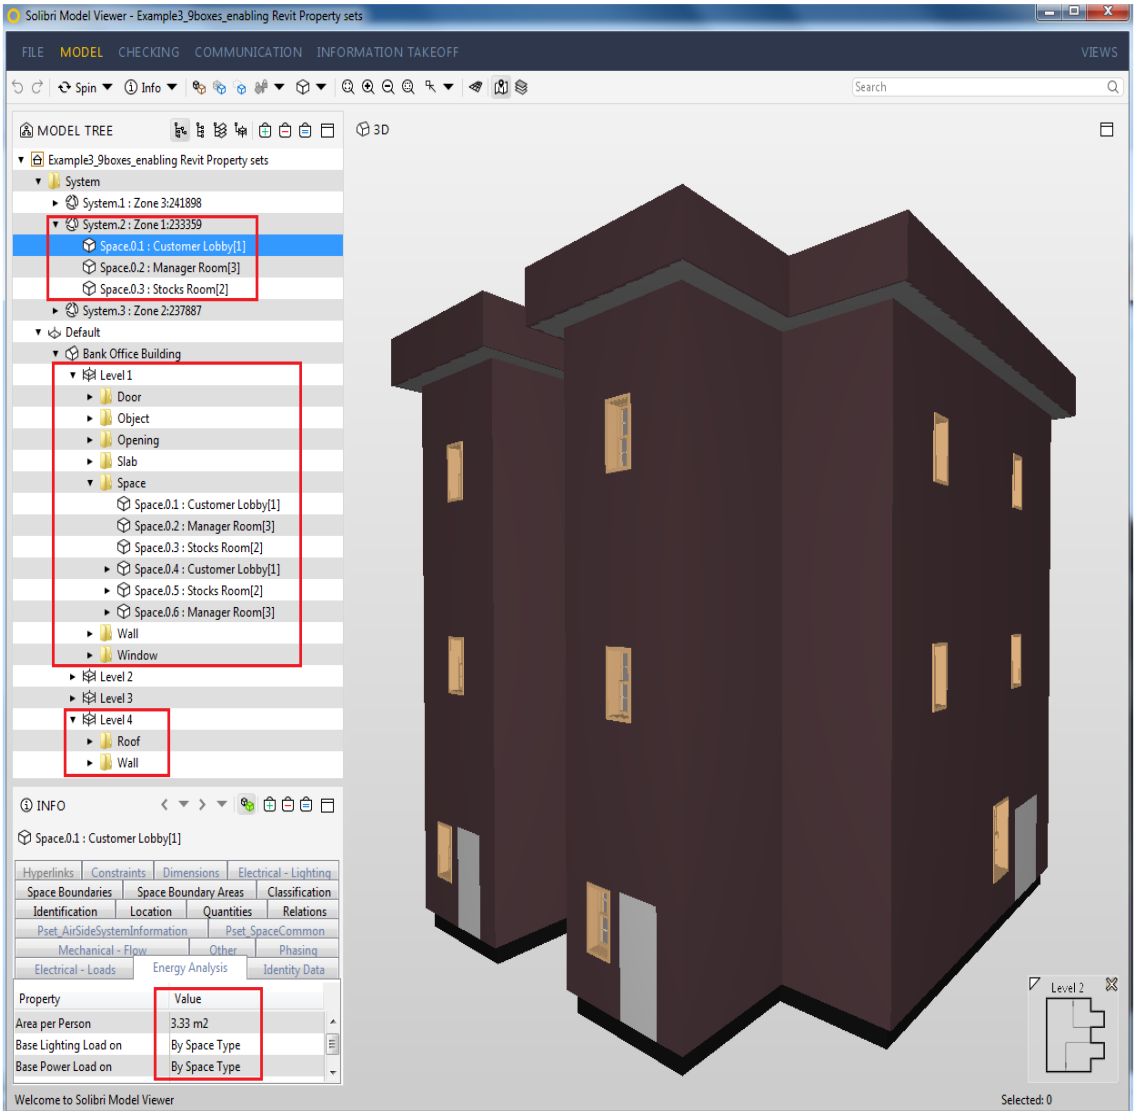 Solibri Model Viewer - Example3_9boxes_enabling Revit Property sets
FILE MODEL CHECKING COMMUNICATION INFORMATION TAKEOFF VIEWS
Spin Info Search
MODEL TREE
3D
Example3_9boxes_enabling Revit Property sets
System
System.1 : Zone 3:241898
System.2 : Zone 1:233359
Space.0.1 : Customer Lobby[1]
Space.0.2 : Manager Room[3]
Space.0.3 : Stocks Room[2]
System.3 : Zone 2:237887
Default
Bank Office Building
Level 1
Door
Object
Opening
Slab
Space
Space.0.1 : Customer Lobby[1]
Space.0.2 : Manager Room[3]
Space.0.3 : Stocks Room[2]
Space.0.4 : Customer Lobby[1]
Space.0.5 : Stocks Room[2]
Space.0.6 : Manager Room[3]
Wall
Window
Level 2
Level 3
Level 4
Roof
Wall
INFO
Space.0.1 : Customer Lobby[1]
Hyperlinks Constraints Dimensions Electrical - Lighting
Space Boundaries Space Boundary Areas Classification
Identification Location Quantities Relations
Pset_AirSideSystemInformation Pset_SpaceCommon
Mechanical - Flow Other Phasing
Electrical - Loads Energy Analysis Identity Data
Property Value
Area per Person 3.33 m2
Base Lighting Load on By Space Type
Base Power Load on By Space Type
Level 2
Welcome to Solibri Model Viewer Selected: 0